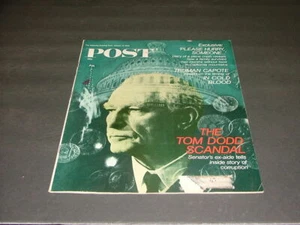 POST
Exclusive
PLEASE HURRY,
SOMEONE
TRUMAN CAPOTE
IN COLD
BLOOD
THE
TOM DODD
SCANDAL
Senator's ex-aide tells
inside story of
corruption